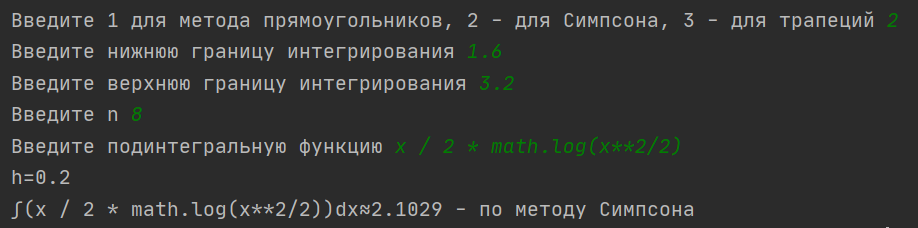 Введите 1 для метода прямоугольников, 2 - для Симпсона, 3 - для трапеций 2
Введите нижнюю границу интегрирования 1.6
Введите верхнюю границу интегрирования 3.2
Введите n 8
Введите подинтегральную функцию x / 2 * math.log(x**2/2)
h=0.2
∫(x / 2 * math.log(x**2/2))dx≈2.1029 - по методу Симпсона